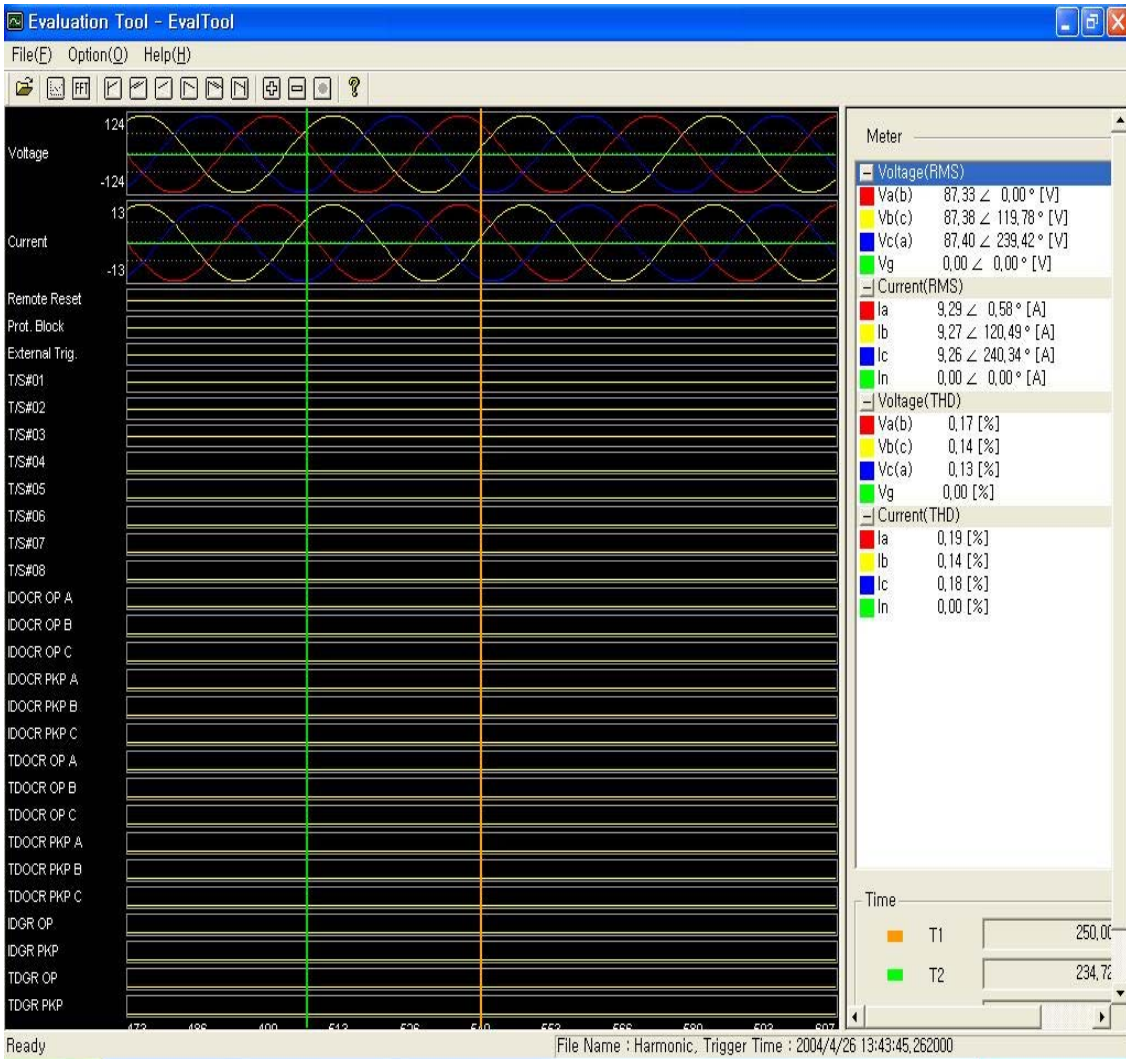 Evaluation Tool - EvalTool
File(F) Option(O) Help(H)
FFT
124
Voltage
-124
13
Current
-13
Remote Reset
Prot. Block
External Trig.
T/S#01
T/S#02
T/S#03
T/S#04
T/S#05
T/S#06
T/S#07
T/S#08
IDOCR OP A
IDOCR OP B
IDOCR OP C
IDOCR PKP A
IDOCR PKP B
IDOCR PKP C
TDOCR OP A
TDOCR OP B
TDOCR OP C
TDOCR PKP A
TDOCR PKP B
TDOCR PKP C
IDGR OP
IDGR PKP
TDGR OP
TDGR PKP
Meter
Voltage(RMS)
Va(b) 87,33 ∠ 0,00 ° [V]
Vb(c) 87,38 ∠ 119,78 ° [V]
Vc(a) 87,40 ∠ 239,42 ° [V]
Vg 0,00 ∠ 0,00 ° [V]
Current(RMS)
Ia 9,29 ∠ 0,58 ° [A]
Ib 9,27 ∠ 120,49 ° [A]
Ic 9,26 ∠ 240,34 ° [A]
In 0,00 ∠ 0,00 ° [A]
Voltage(THD)
Va(b) 0,17 [%]
Vb(c) 0,14 [%]
Vc(a) 0,13 [%]
Vg 0,00 [%]
Current(THD)
Ia 0,19 [%]
Ib 0,14 [%]
Ic 0,18 [%]
In 0,00 [%]
Time
T1 250,00
T2 234,72
Ready
File Name : Harmonic, Trigger Time : 2004/4/26 13:43:45,262000